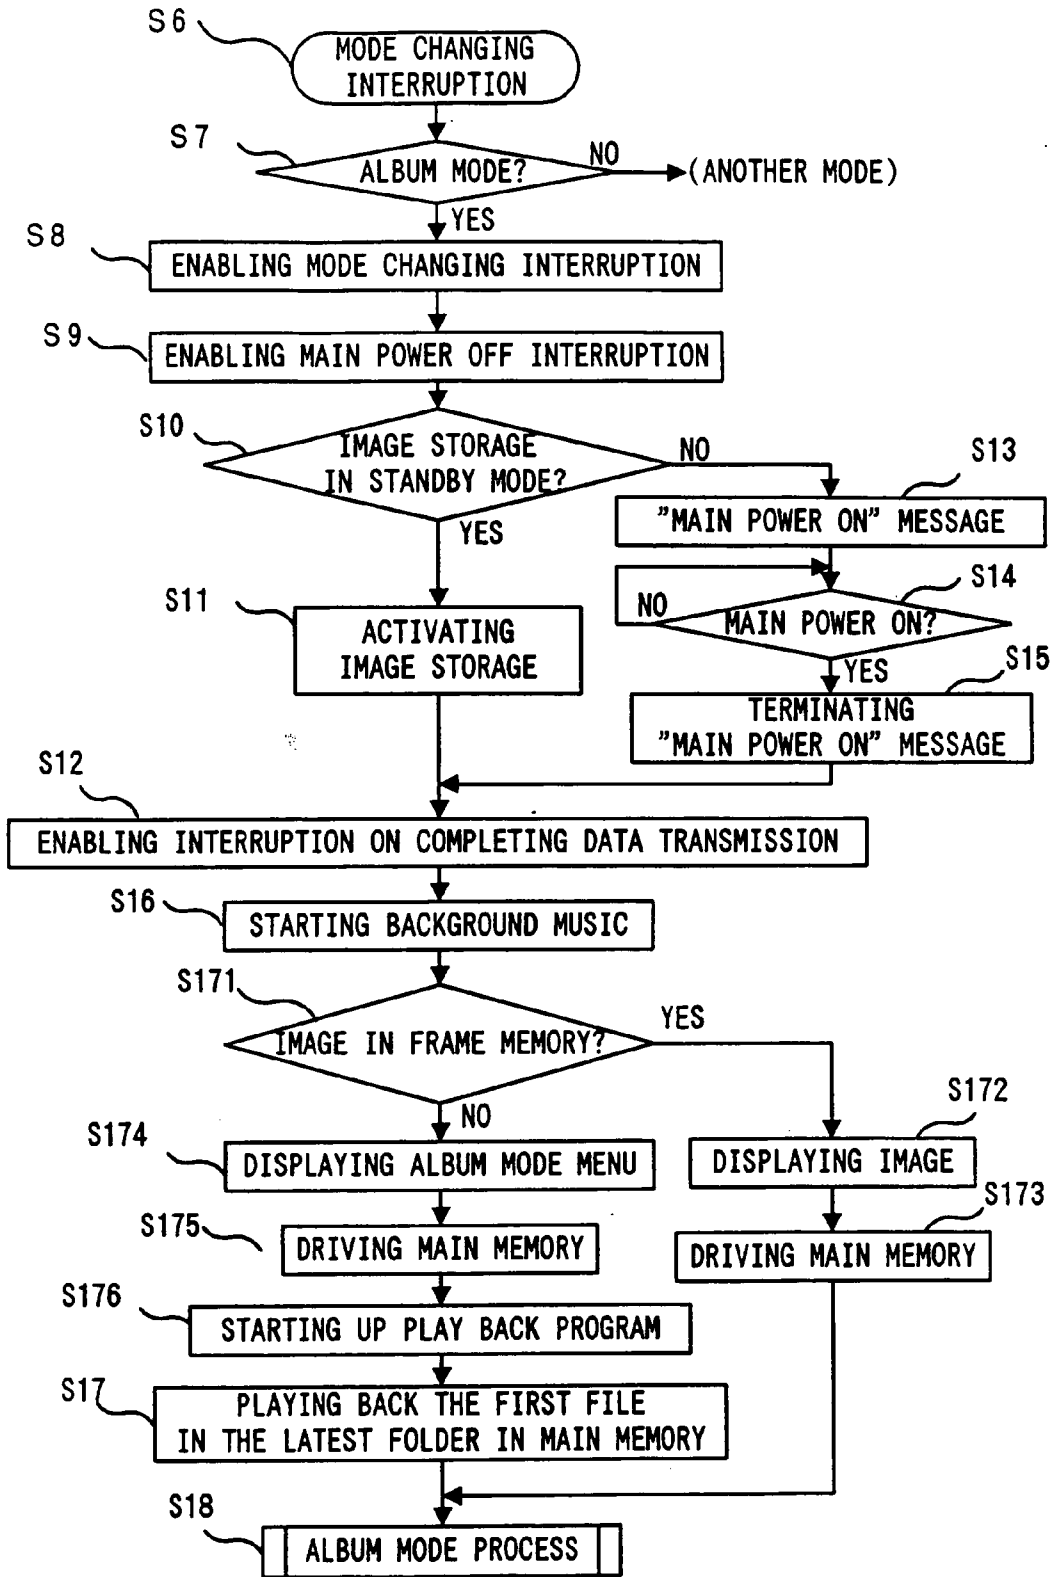 S6
MODE CHANGING
INTERRUPTION
S7
ALBUM MODE?
NO
(ANOTHER MODE)
YES
S8
ENABLING MODE CHANGING INTERRUPTION
S9
ENABLING MAIN POWER OFF INTERRUPTION
S10
IMAGE STORAGE
IN STANDBY MODE?
NO
YES
S13
"MAIN POWER ON" MESSAGE
S14
NO
MAIN POWER ON?
YES
S11
ACTIVATING
IMAGE STORAGE
S15
TERMINATING
"MAIN POWER ON" MESSAGE
S12
ENABLING INTERRUPTION ON COMPLETING DATA TRANSMISSION
S16
STARTING BACKGROUND MUSIC
S171
IMAGE IN FRAME MEMORY?
YES
NO
S172
DISPLAYING IMAGE
S173
DRIVING MAIN MEMORY
S174
DISPLAYING ALBUM MODE MENU
S175
DRIVING MAIN MEMORY
S176
STARTING UP PLAY BACK PROGRAM
S17
PLAYING BACK THE FIRST FILE
IN THE LATEST FOLDER IN MAIN MEMORY
S18
ALBUM MODE PROCESS